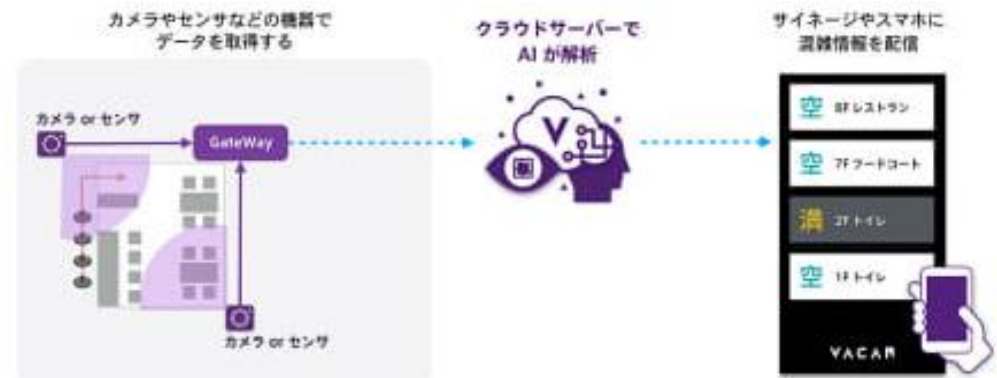 カメラやセンサなどの機器で
データを取得する
クラウドサーバーで
AI が解析
サイネージやスマホに
混雑情報を配信
カメラ or センサ
GateWay
カメラ or センサ
V
空 8F レストラン
空 7F フードコート
満 2F トイレ
空 1F トイレ
VACAN